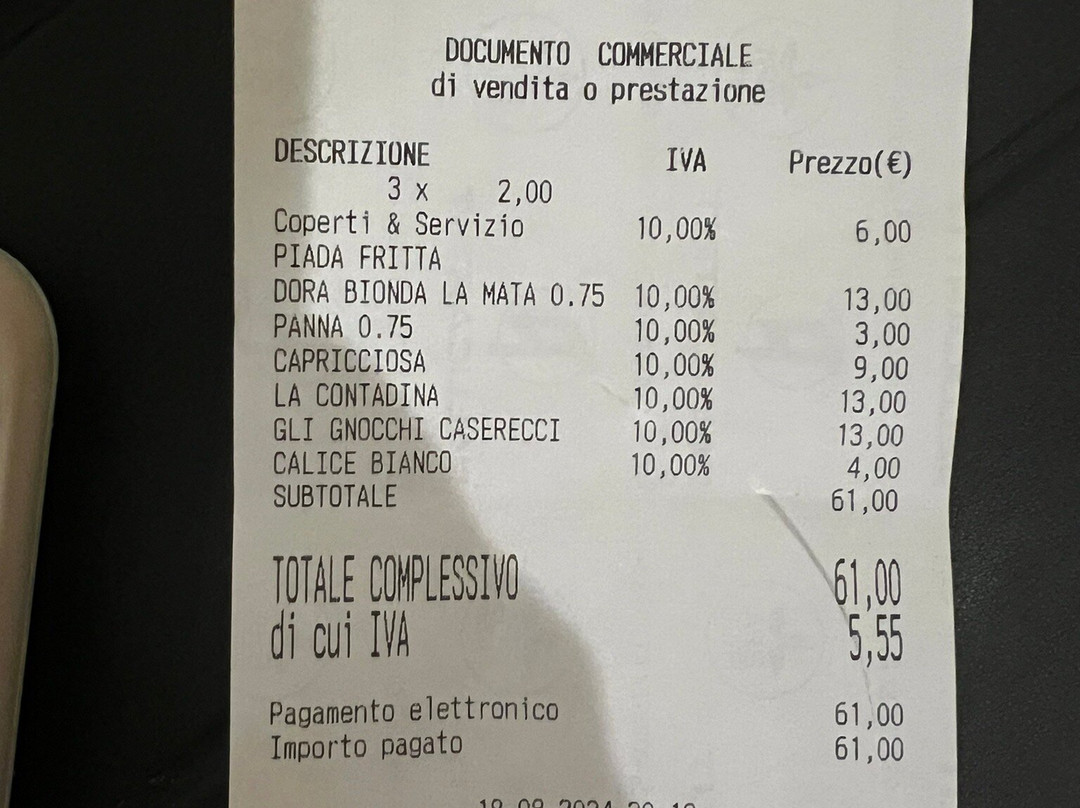 DOCUMENTO COMMERCIALE
di vendita o prestazione
DESCRIZIONE IVA Prezzo(€)
3 x 2,00
Coperti & Servizio 10,00% 6,00
PIADA FRITTA
DORA BIONDA LA MATA 0.75 10,00% 13,00
PANNA 0.75 10,00% 3,00
CAPRICCIOSA 10,00% 9,00
LA CONTADINA 10,00% 13,00
GLI GNOCCHI CASERECCI 10,00% 13,00
CALICE BIANCO 10,00% 4,00
SUBTOTALE 61,00
TOTALE COMPLESSIVO 61,00
di cui IVA 5,55
Pagamento elettronico 61,00
Importo pagato 61,00